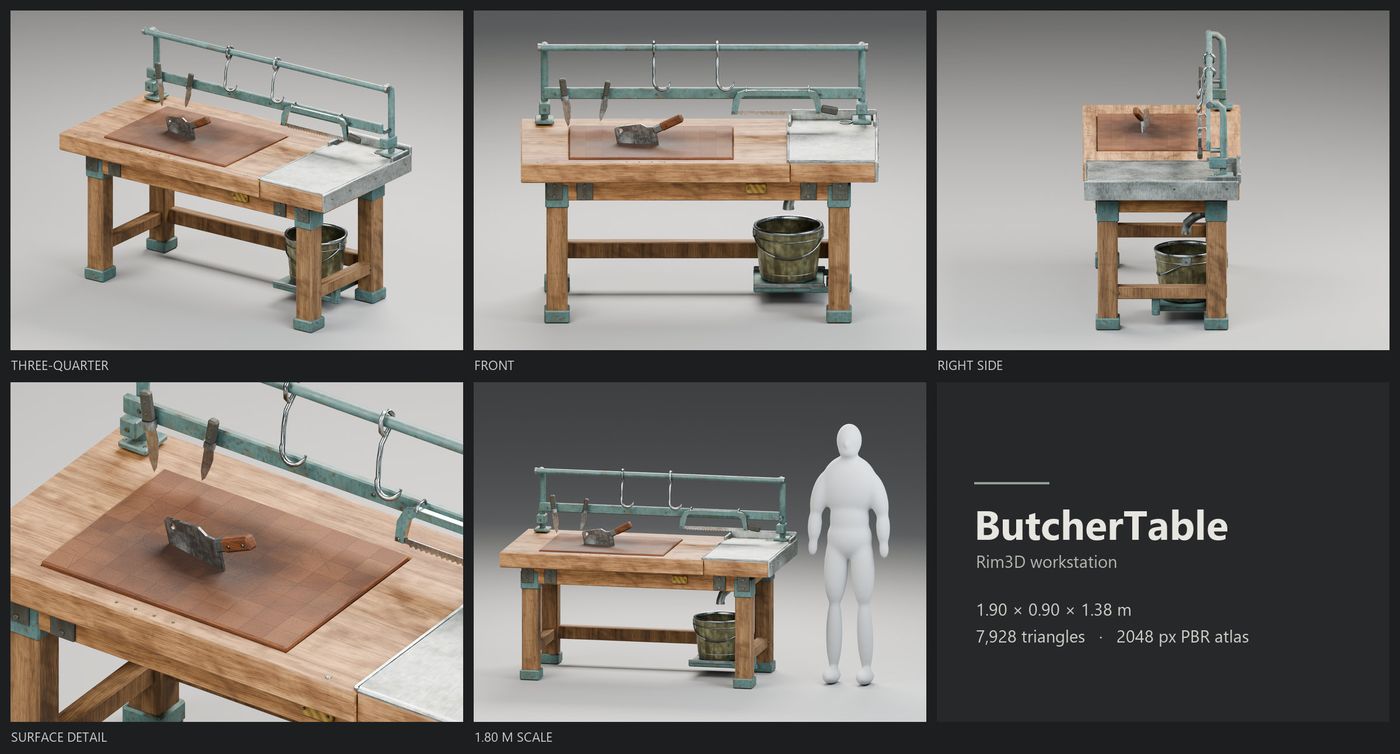 THREE-QUARTER
FRONT
RIGHT SIDE
SURFACE DETAIL
1.80 M SCALE
ButcherTable
Rim3D workstation
1.90 × 0.90 × 1.38 m
7,928 triangles · 2048 px PBR atlas